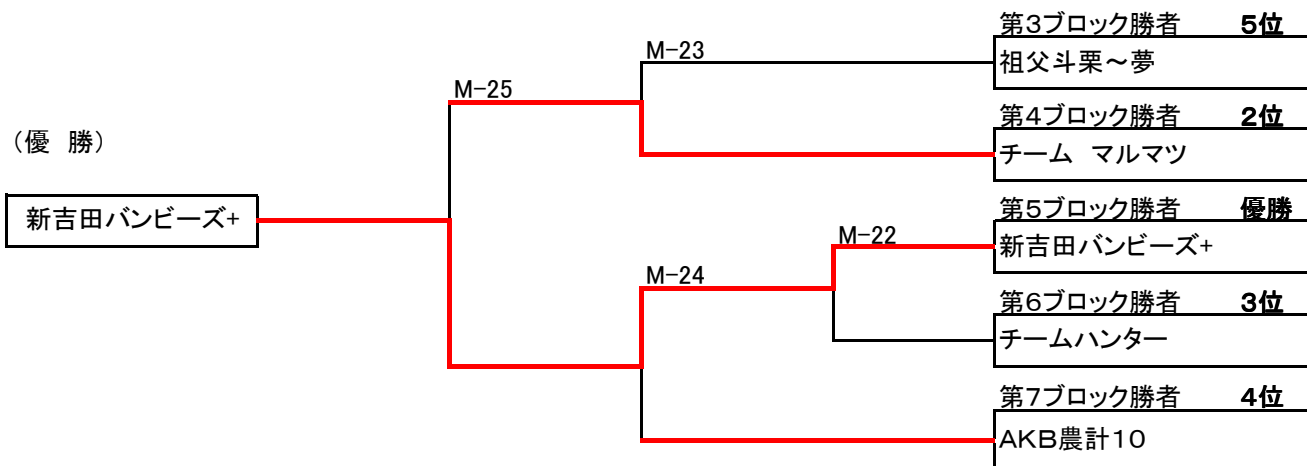 第3ブロック勝者 5位
M-23
祖父斗栗～夢
M-25
第4ブロック勝者 2位
(優 勝)
チーム マルマツ
第5ブロック勝者 優勝
新吉田バンビーズ+
M-22
新吉田バンビーズ+
M-24
第6ブロック勝者 3位
チームハンター
第7ブロック勝者 4位
AKB農計10